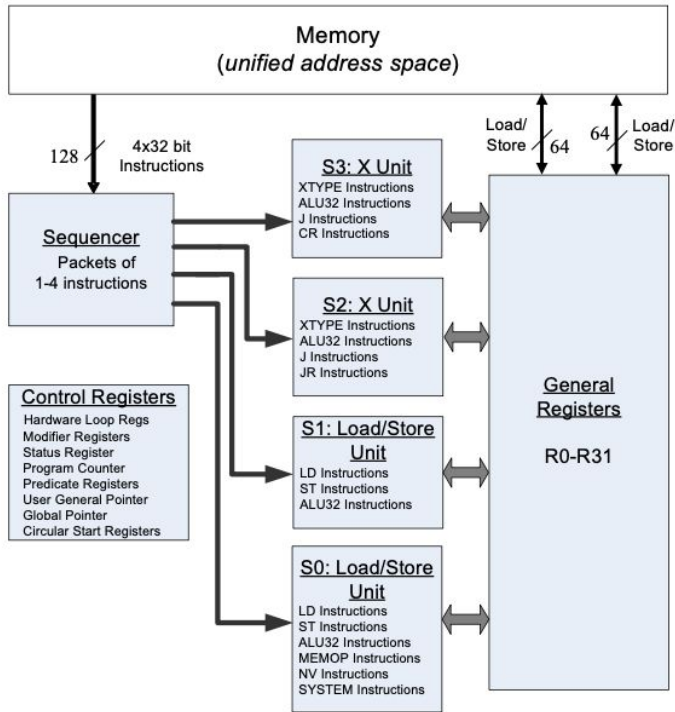 Memory
(unified address space)
128
4x32 bit
Instructions
Load/
Store
64
64
Load/
Store
Sequencer
Packets of
1-4 instructions
S3: X Unit
XTYPE Instructions
ALU32 Instructions
J Instructions
CR Instructions
S2: X Unit
XTYPE Instructions
ALU32 Instructions
J Instructions
JR Instructions
Control Registers
Hardware Loop Regs
Modifier Registers
Status Register
Program Counter
Predicate Registers
User General Pointer
Global Pointer
Circular Start Registers
S1: Load/Store
Unit
LD Instructions
ST Instructions
ALU32 Instructions
S0: Load/Store
Unit
LD Instructions
ST Instructions
ALU32 Instructions
MEMOP Instructions
NV Instructions
SYSTEM Instructions
General
Registers
R0-R31